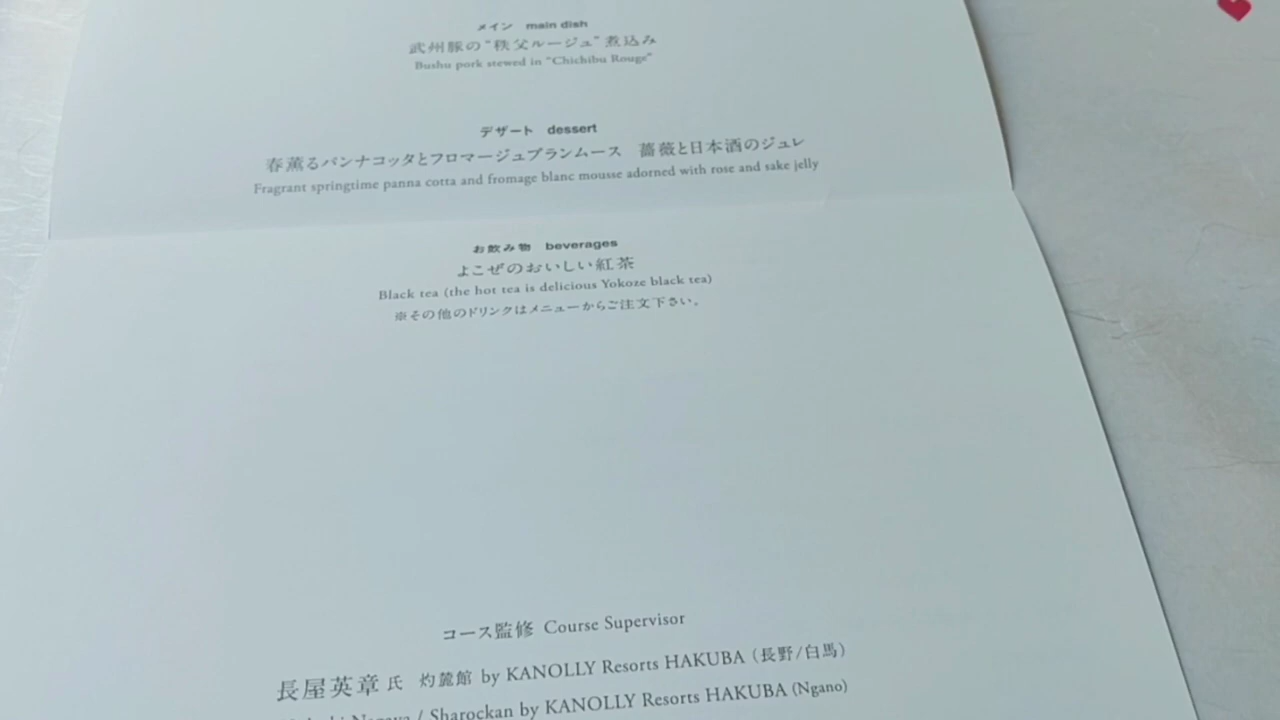 メイン main dish
武州豚の"秩父ルージュ"煮込み
Bushu pork stewed in "Chichibu Rouge"
デザート dessert
春薫るパンナコッタとフロマージュブランムース 薔薇と日本酒のジュレ
Fragrant springtime panna cotta and fromage blanc mousse adorned with rose and sake jelly
お飲み物 beverages
よこぜのおいしい紅茶
Black tea (the hot tea is delicious Yokoze black tea)
※その他のドリンクはメニューからご注文下さい。
コース監修 Course Supervisor
長屋英章氏 灼麓館 by KANOLLY Resorts HAKUBA（長野/白馬）
Nagaya / Sharockan by KANOLLY Resorts HAKUBA (Ngano)